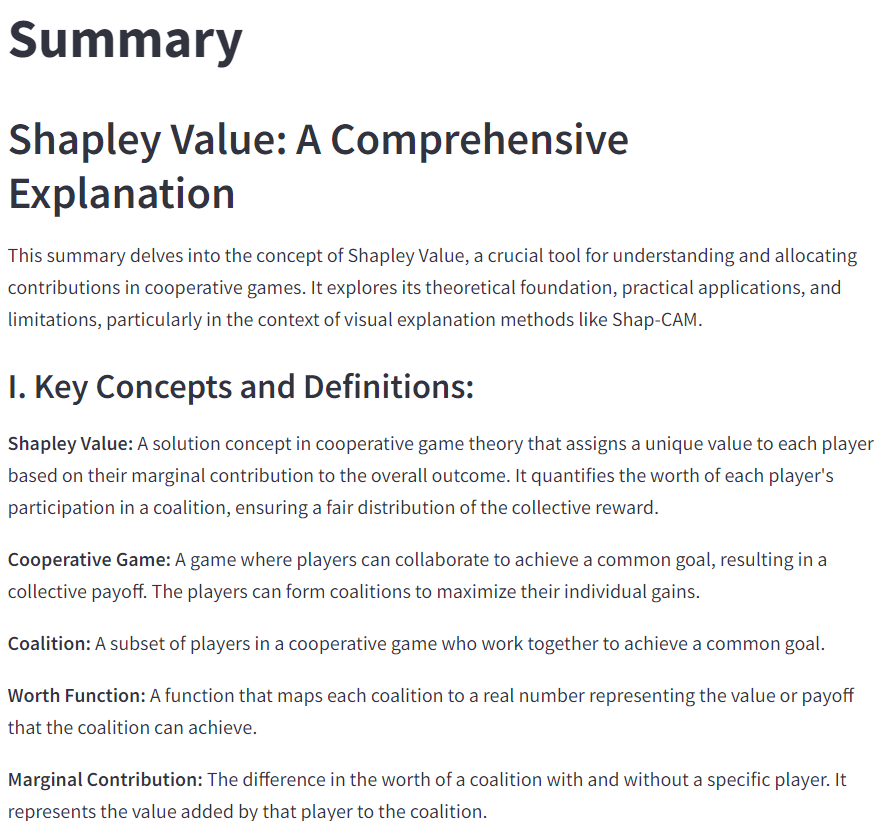 Summary
Shapley Value: A Comprehensive
Explanation
This summary delves into the concept of Shapley Value, a crucial tool for understanding and allocating
contributions in cooperative games. It explores its theoretical foundation, practical applications, and
limitations, particularly in the context of visual explanation methods like Shap-CAM.
I. Key Concepts and Definitions:
Shapley Value: A solution concept in cooperative game theory that assigns a unique value to each player
based on their marginal contribution to the overall outcome. It quantifies the worth of each player's
participation in a coalition, ensuring a fair distribution of the collective reward.
Cooperative Game: A game where players can collaborate to achieve a common goal, resulting in a
collective payoff. The players can form coalitions to maximize their individual gains.
Coalition: A subset of players in a cooperative game who work together to achieve a common goal.
Worth Function: A function that maps each coalition to a real number representing the value or payoff
that the coalition can achieve.
Marginal Contribution: The difference in the worth of a coalition with and without a specific player. It
represents the value added by that player to the coalition.